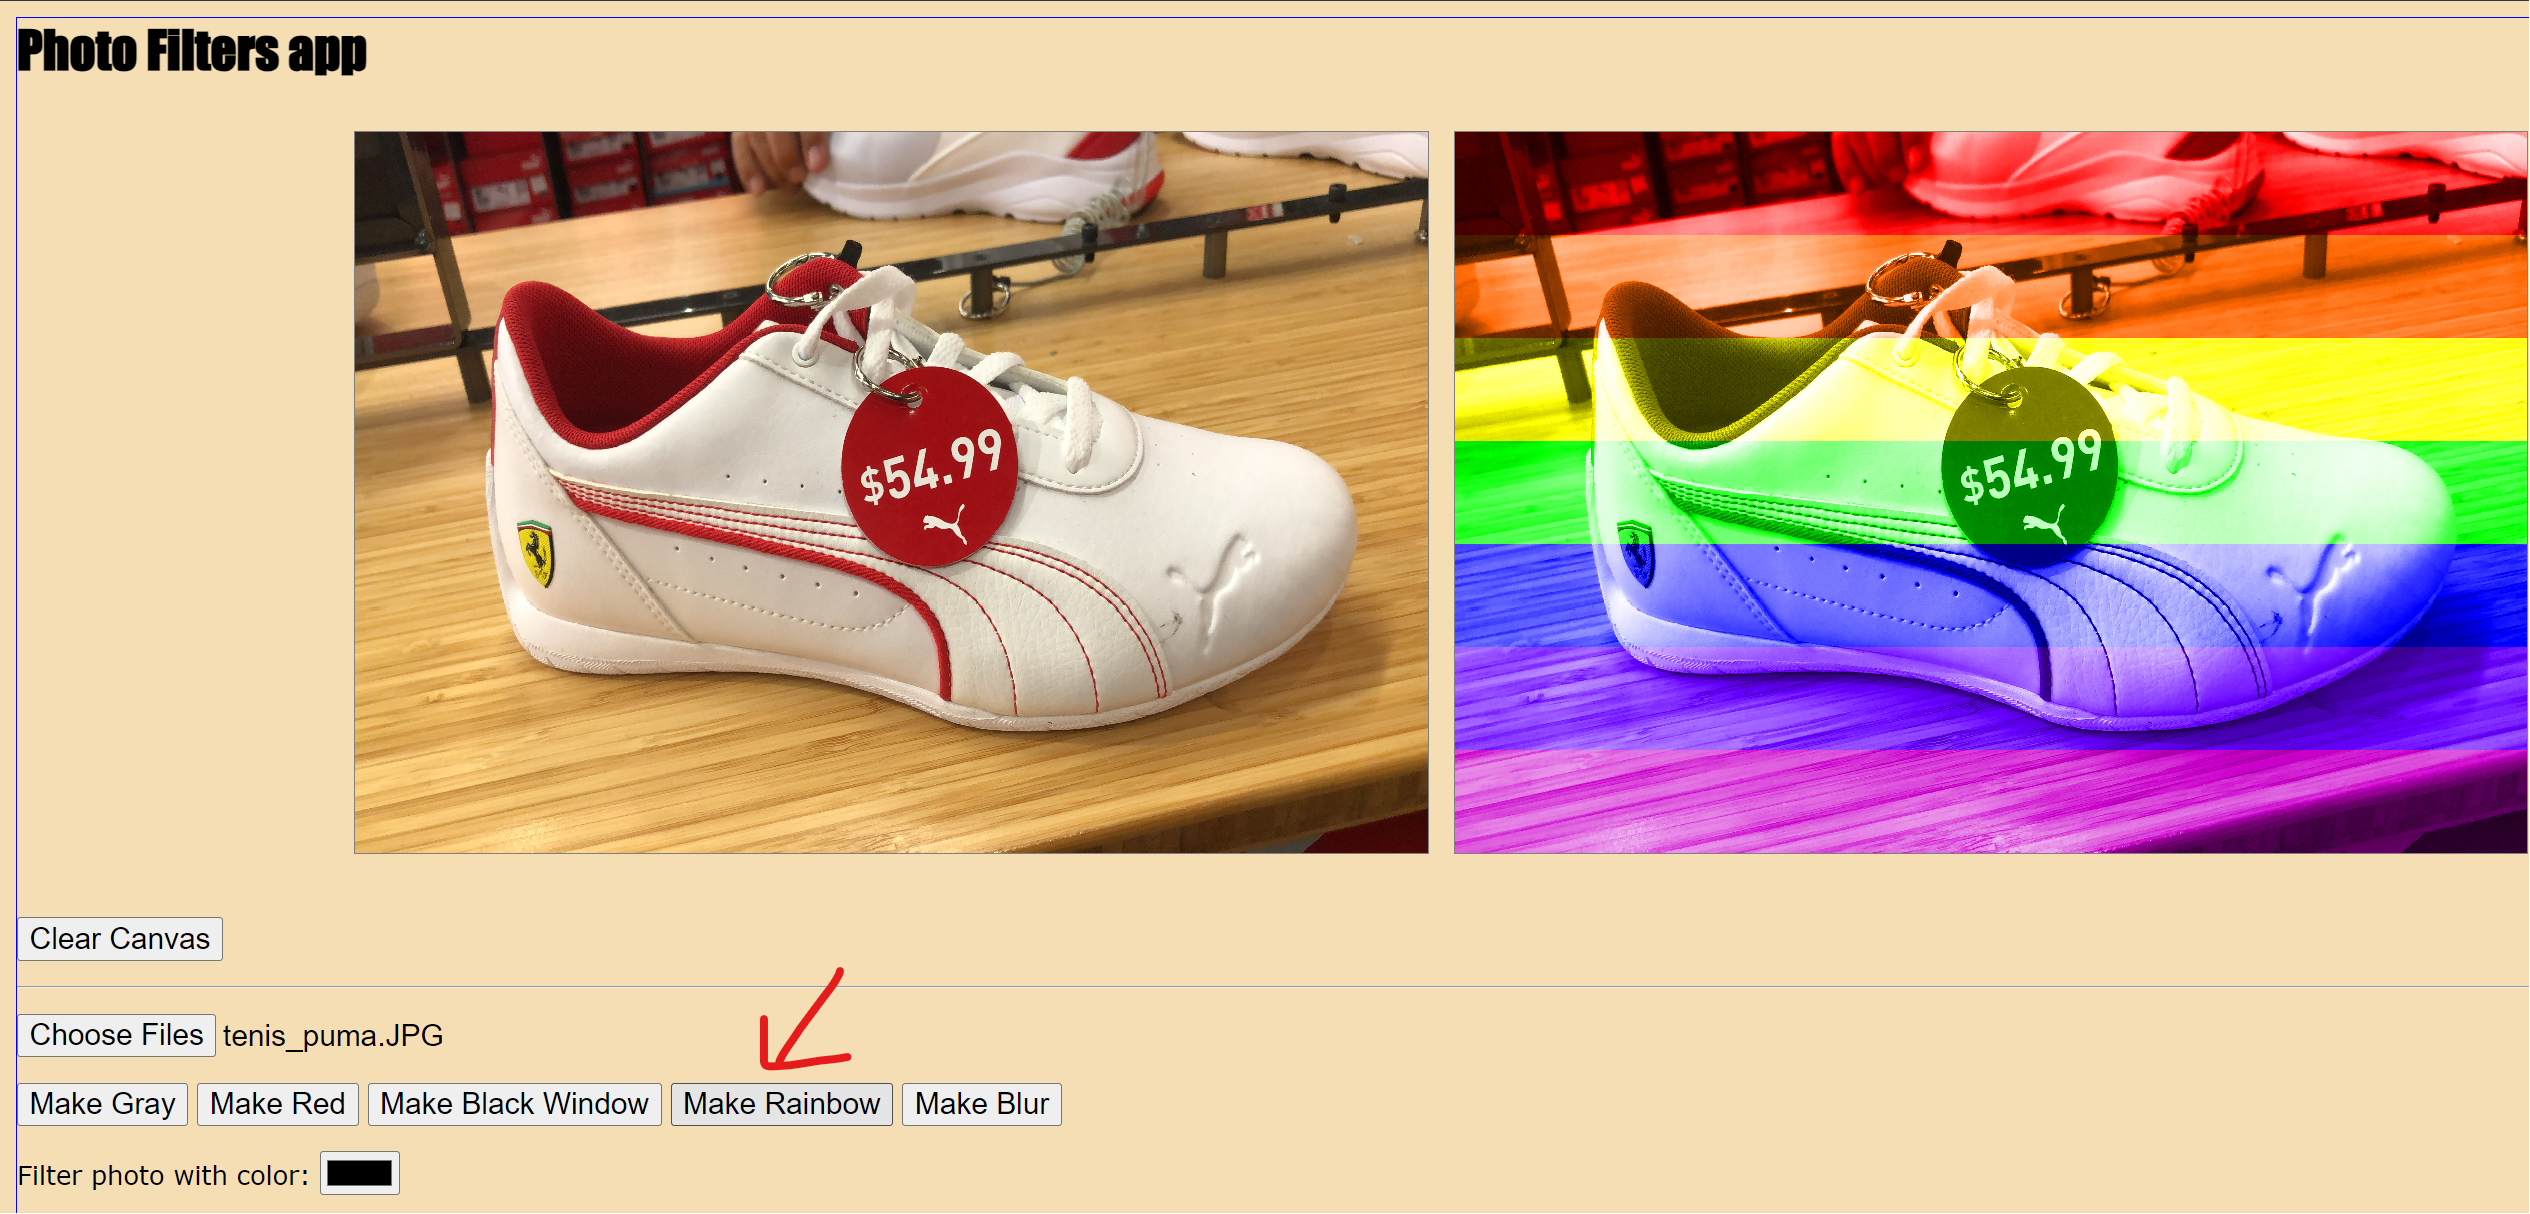 Photo Filters app
$54.99
$54.99
Clear Canvas
Choose Files tenis_puma.JPG
Make Gray Make Red Make Black Window Make Rainbow Make Blur
Filter photo with color: